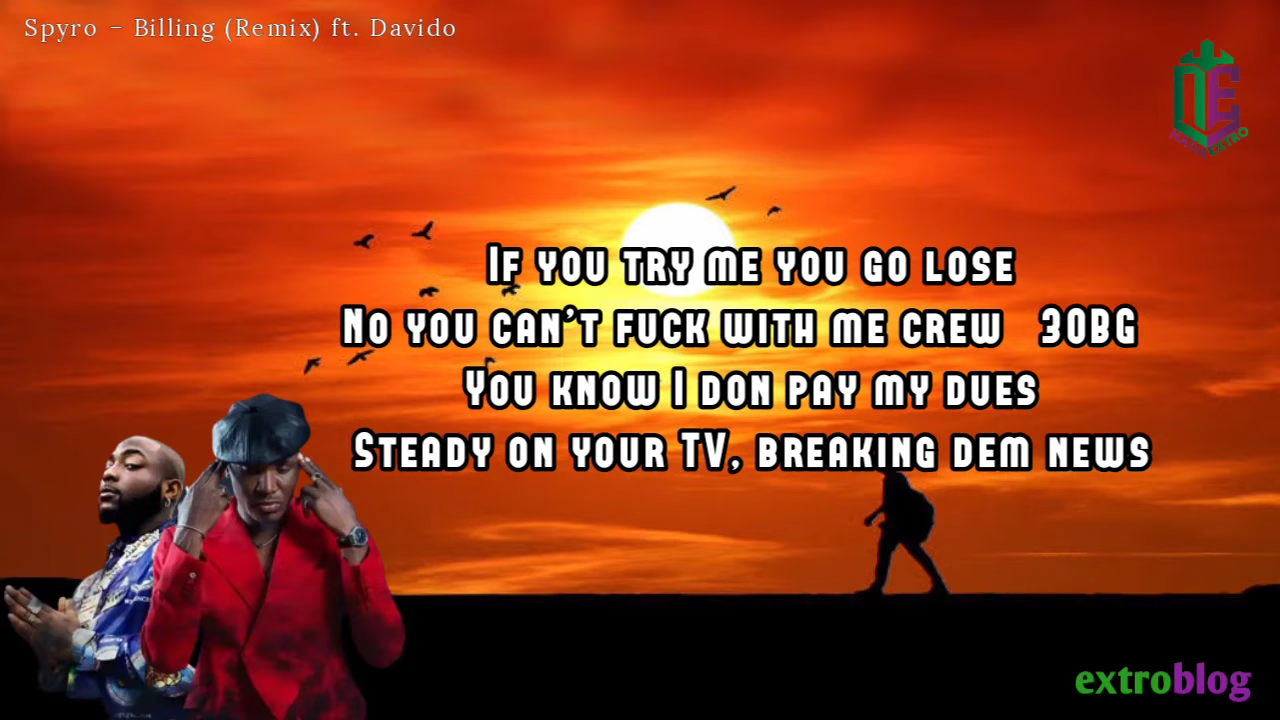 Spyro - Billing (Remix) ft. Davido
NE
If you try me you go lose
No you can't fuck with me crew 30BG
You know I don pay my dues
Steady on your TV, breaking dem news
extroblog